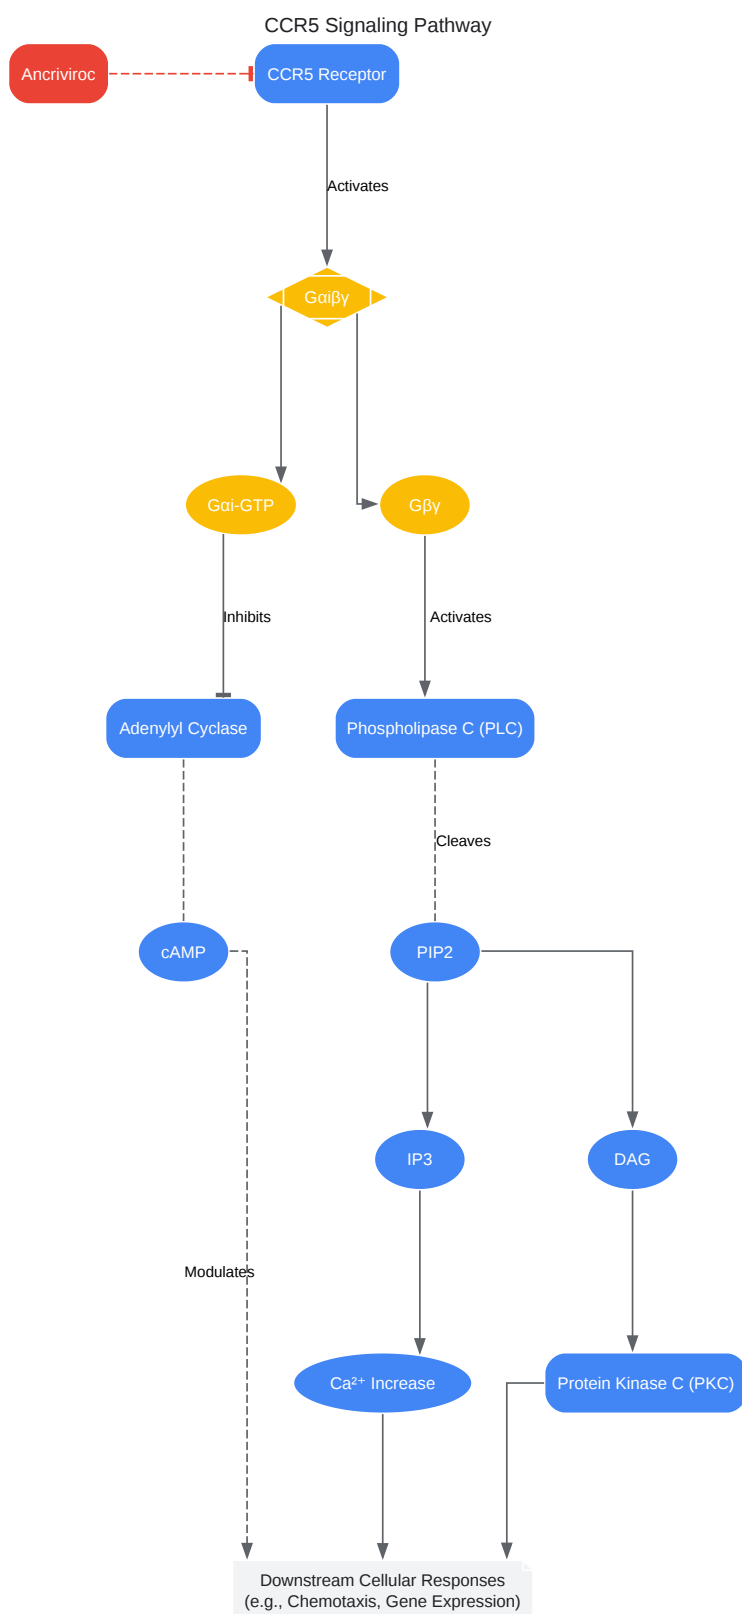 CCR5 Signaling Pathway
Ancriviroc
CCR5 Receptor
Activates
Gαiβγ
Gαi-GTP
Gβγ
Inhibits
Activates
Adenylyl Cyclase
Phospholipase C (PLC)
Cleaves
cAMP
PIP2
IP3
DAG
Modulates
Ca²⁺ Increase
Protein Kinase C (PKC)
Downstream Cellular Responses
(e.g., Chemotaxis, Gene Expression)